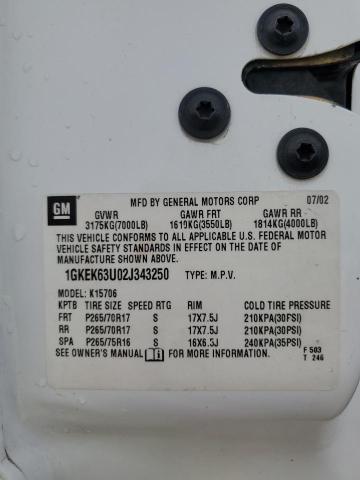 GM
MFD BY GENERAL MOTORS CORP 07/02
GVWR GAWR FRT GAWR RR
3175KG(7000LB) 1610KG(3550LB) 1814KG(4000LB)
THIS VEHICLE CONFORMS TO ALL APPLICABLE U.S. FEDERAL MOTOR
VEHICLE SAFETY STANDARDS IN EFFECT ON THE DATE OF
MANUFACTURE SHOWN ABOVE.
1GKEK63U02J343250 TYPE: M.P.V.
MODEL: K15706
KPTB TIRE SIZE SPEED RTG RIM COLD TIRE PRESSURE
FRT P265/70R17 S 17X7.5J 210KPA(30PSI)
RR P265/70R17 S 17X7.5J 210KPA(30PSI)
SPA P265/75R16 S 16X6.5J 240KPA(35PSI)
SEE OWNER'S MANUAL FOR MORE INFORMATION. F 503
T 246